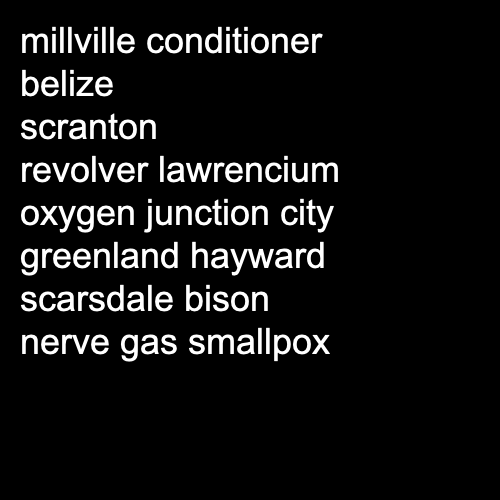 millville conditioner
belize
scranton
revolver lawrencium
oxygen junction city
greenland hayward
scarsdale bison
nerve gas smallpox